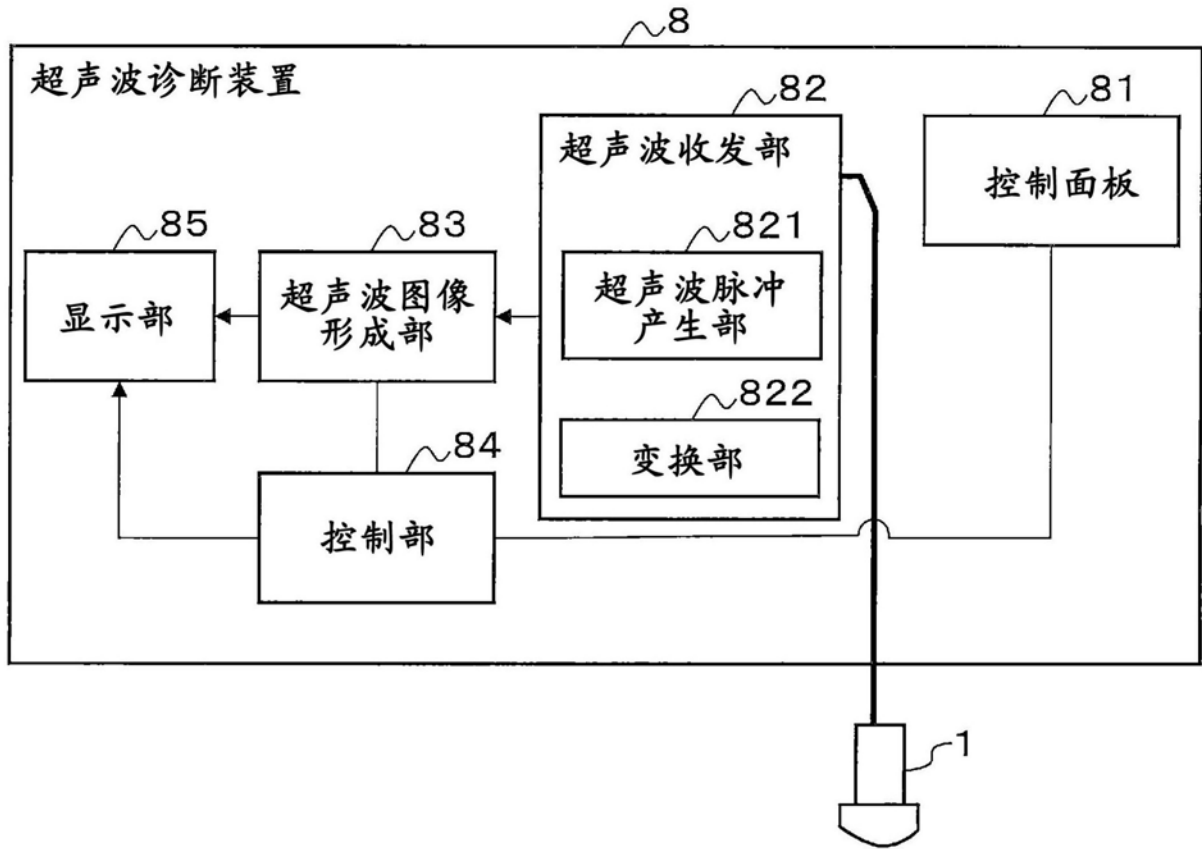 8
超声波诊断装置
82
81
超声波收发部
控制面板
85
83
821
显示部
超声波图像
形成部
超声波脉冲
产生部
822
84
变换部
控制部
1